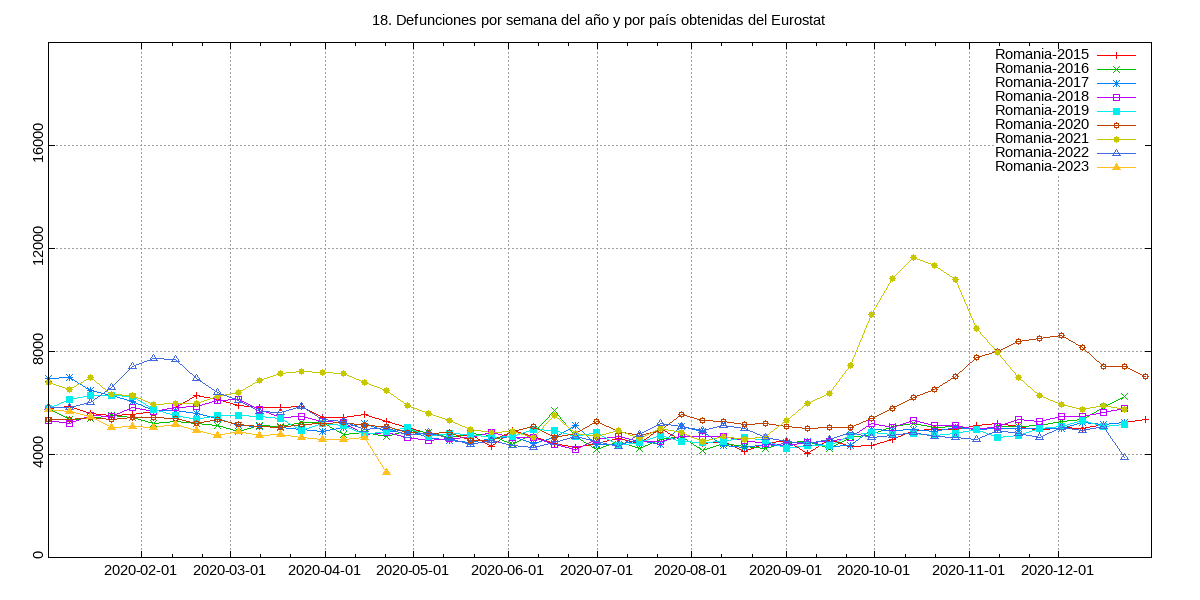 18. Defunciones por semana del año y por país obtenidas del Eurostat
Romania-2015
Romania-2016
Romania-2017
Romania-2018
Romania-2019
Romania-2020
Romania-2021
Romania-2022
Romania-2023
16000
12000
8000
4000
0
2020-02-01 2020-03-01 2020-04-01 2020-05-01 2020-06-01 2020-07-01 2020-08-01 2020-09-01 2020-10-01 2020-11-01 2020-12-01